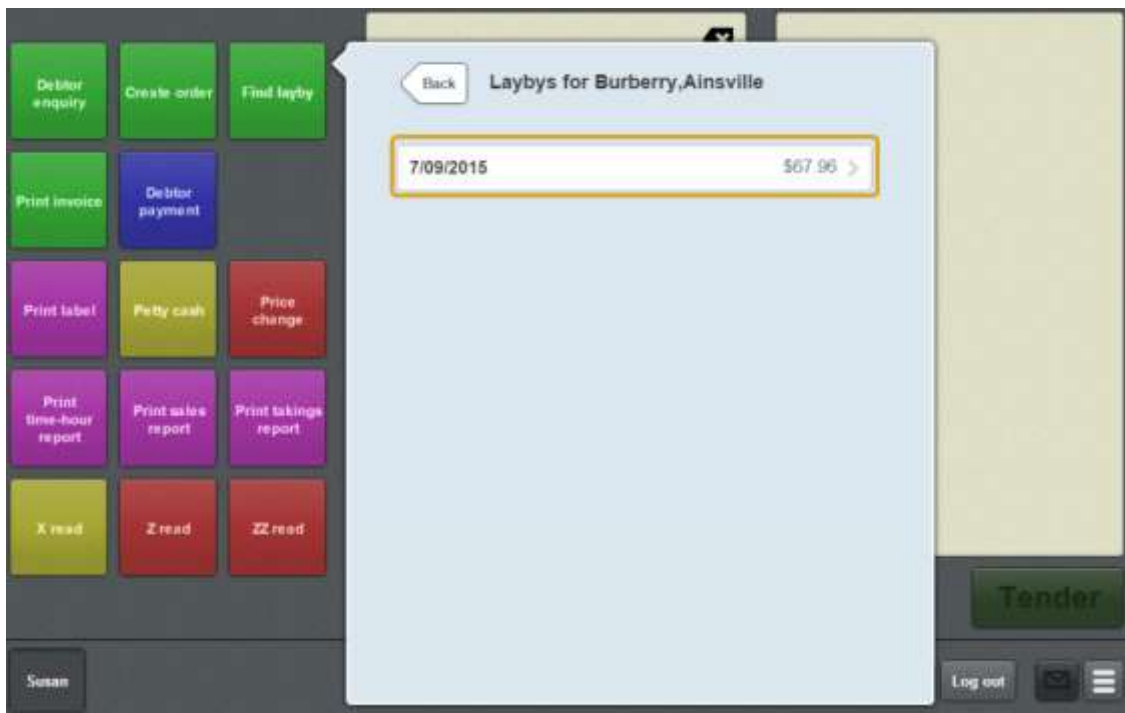 Debtor
enquiry
Create order
Find layby
Print invoice
Debtor
payment
Print label
Petty cash
Price
change
Print
time-hour
report
Print sales
report
Print takings
report
X read
Z read
ZZ read
Susan
Back
Laybys for Burberry,Ainsville
7/09/2015
$67.96
Tender
Log out